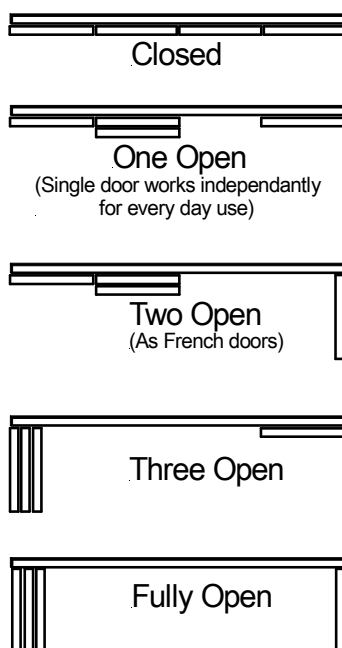 Closed
One Open
(Single door works independantly
for every day use)
Two Open
(As French doors)
Three Open
Fully Open